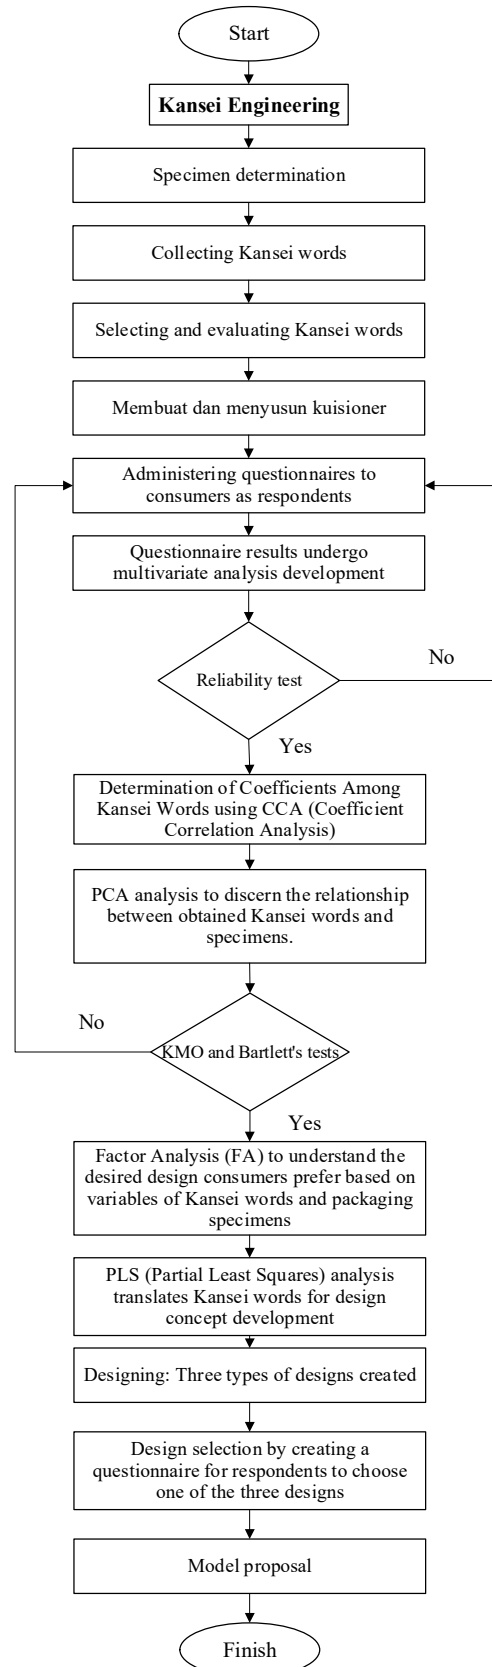 Start
Kansei Engineering
Specimen determination
Collecting Kansei words
Selecting and evaluating Kansei words
Membuat dan menyusun kuisioner
Administering questionnaires to
consumers as respondents
Questionnaire results undergo
multivariate analysis development
Reliability test
No
Yes
Determination of Coefficients Among
Kansei Words using CCA (Coefficient
Correlation Analysis)
PCA analysis to discern the relationship
between obtained Kansei words and
specimens.
No
KMO and Bartlett's tests
Yes
Factor Analysis (FA) to understand the
desired design consumers prefer based on
variables of Kansei words and packaging
specimens
PLS (Partial Least Squares) analysis
translates Kansei words for design
concept development
Designing: Three types of designs created
Design selection by creating a
questionnaire for respondents to choose
one of the three designs
Model proposal
Finish